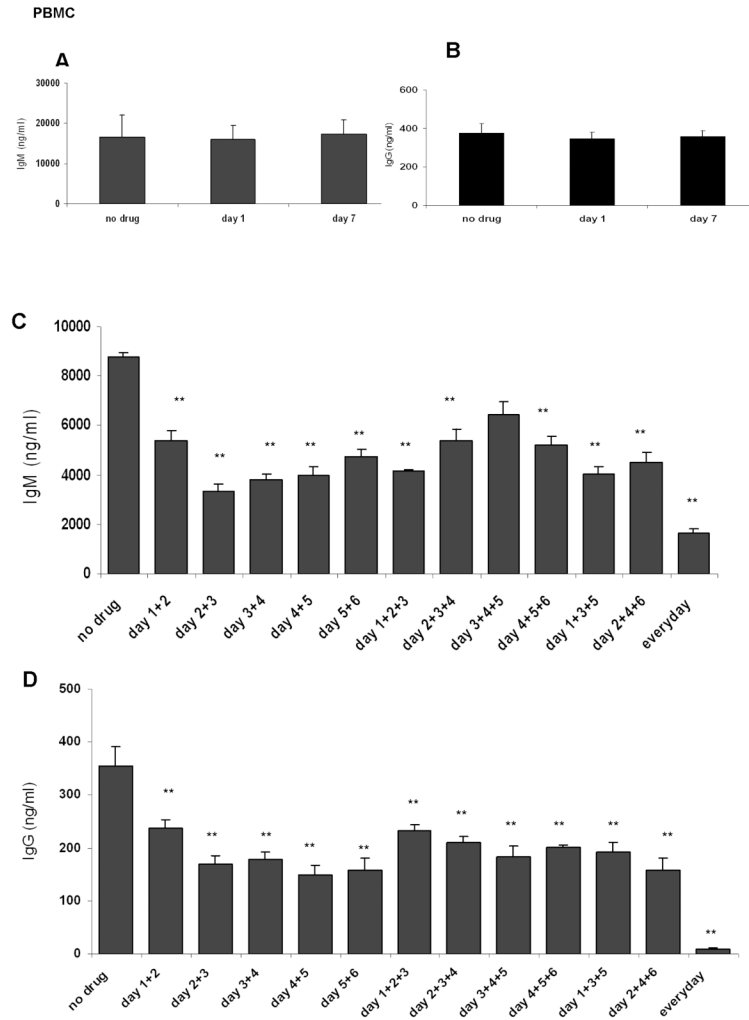 PBMC
A
30000
20000
10000
0
IgM (ng/ml)
no drug day 1 day 7
B
600
400
200
0
IgG(ng/ml)
no drug day 1 day 7
C
10000
8000
6000
4000
2000
0
IgM (ng/ml)
** ** ** ** ** ** ** ** ** ** **
no drug day 1+2 day 2+3 day 3+4 day 4+5 day 5+6 day 1+2+3 day 2+3+4 day 3+4+5 day 4+5+6 day 1+3+5 day 2+4+6 everyday
D
500
400
300
200
100
0
IgG (ng/ml)
** ** ** ** ** ** ** ** ** ** ** **
no drug day 1+2 day 2+3 day 3+4 day 4+5 day 5+6 day 1+2+3 day 2+3+4 day 3+4+5 day 4+5+6 day 1+3+5 day 2+4+6 everyday